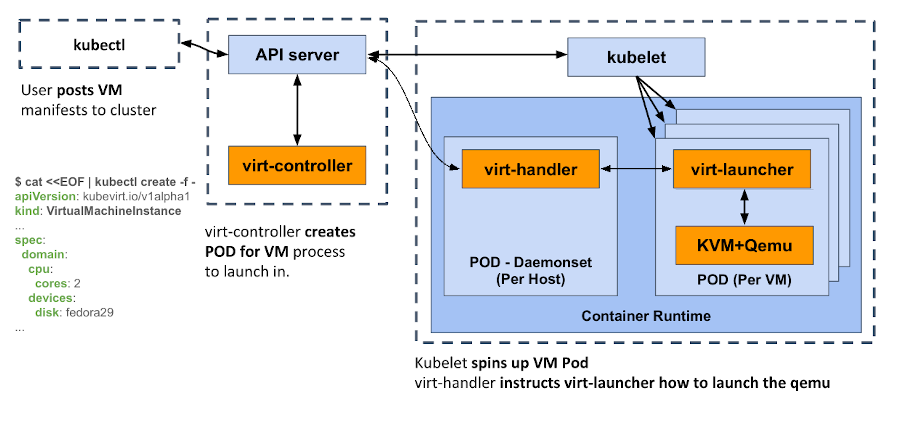 kubectl
API server
kubelet
User posts VM
manifests to cluster
virt-controller
virt-handler
virt-launcher
$ cat <<EOF | kubectl create -f -
apiVersion: kubevirt.io/v1alpha1
kind: VirtualMachineInstance
...
spec:
domain:
cpu:
cores: 2
devices:
disk: fedora29
...
virt-controller creates
POD for VM process
to launch in.
KVM+Qemu
POD - Daemonset
(Per Host)
POD (Per VM)
Container Runtime
Kubelet spins up VM Pod
virt-handler instructs virt-launcher how to launch the qemu